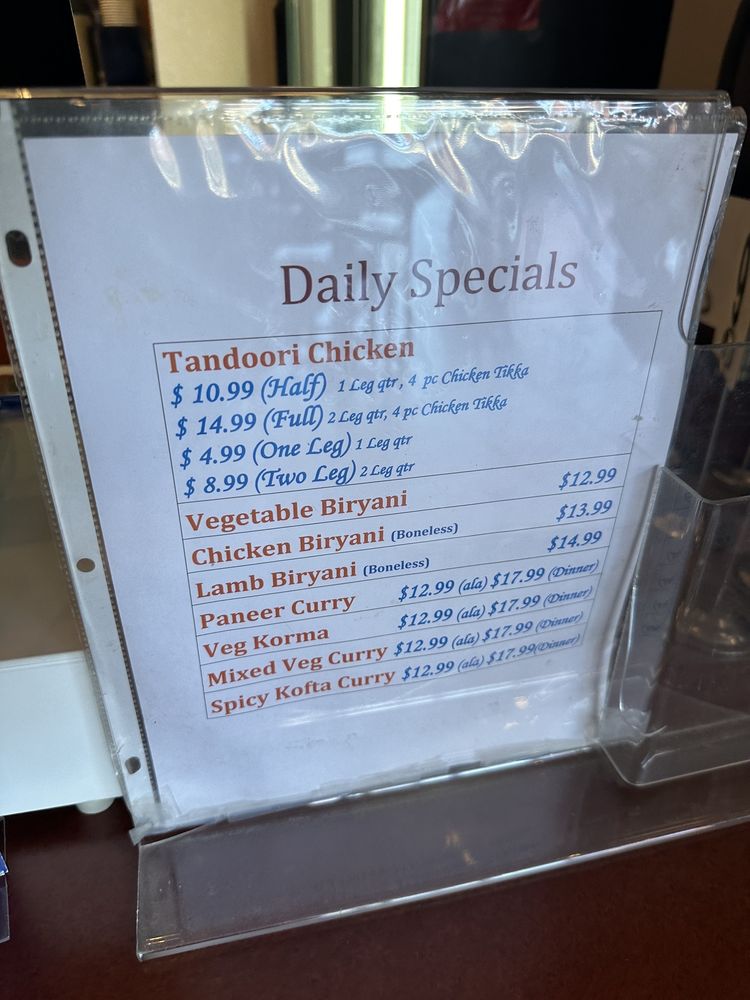 Daily Specials
Tandoori Chicken
$ 10.99 (Half) 1 Leg qtr, 4 pc Chicken Tikka
$ 14.99 (Full) 2 Leg qtr, 4 pc Chicken Tikka
$ 4.99 (One Leg) 1 Leg qtr
$ 8.99 (Two Leg) 2 Leg qtr
Vegetable Biryani $12.99
Chicken Biryani (Boneless) $13.99
Lamb Biryani (Boneless) $14.99
Paneer Curry $12.99 (ala) $17.99 (Dinner)
Veg Korma $12.99 (ala) $17.99 (Dinner)
Mixed Veg Curry $12.99 (ala) $17.99 (Dinner)
Spicy Kofta Curry $12.99 (ala) $17.99(Dinner)